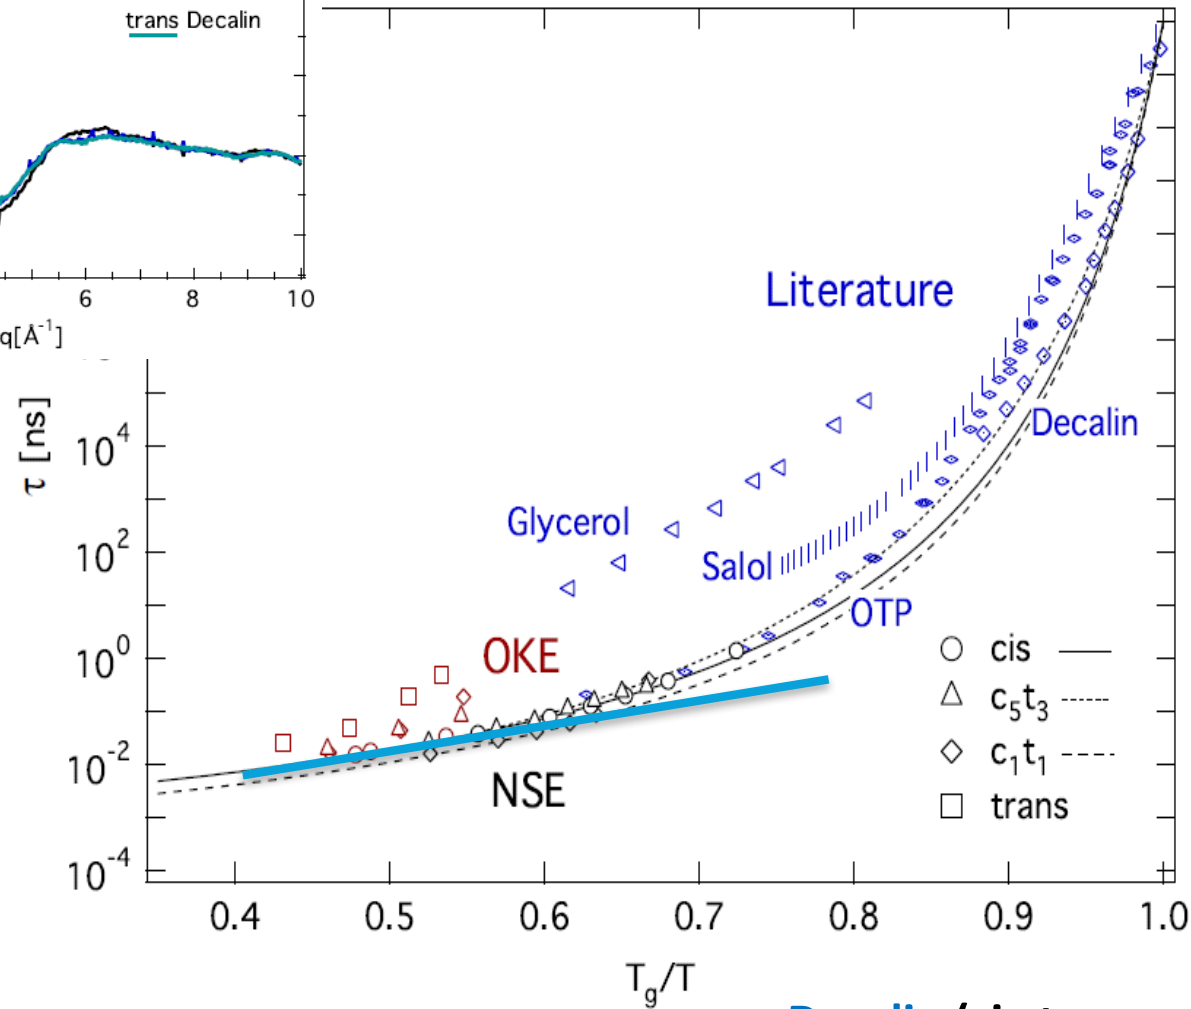 trans Decalin
6 8 10
q[Å⁻¹]
τ [ns]
10⁴
10²
10⁰
10⁻²
10⁻⁴
Literature
Decalin
Glycerol
Salol
OTP
OKE
NSE
cis
c₅t₃
c₁t₁
trans
0.4 0.5 0.6 0.7 0.8 0.9 1.0
T_g/T